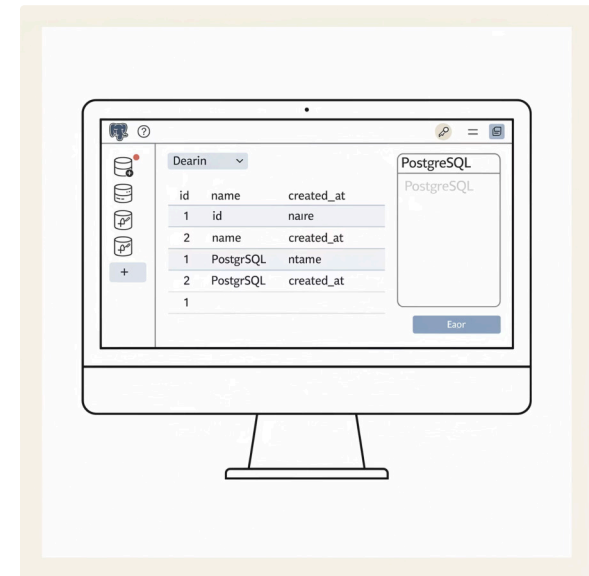 Dearin
id name created_at
1 id naıre
2 name created_at
1 PostgrSQL ntame
2 PostgrSQL created_at
1
PostgreSQL
PostgreSQL
Eaor